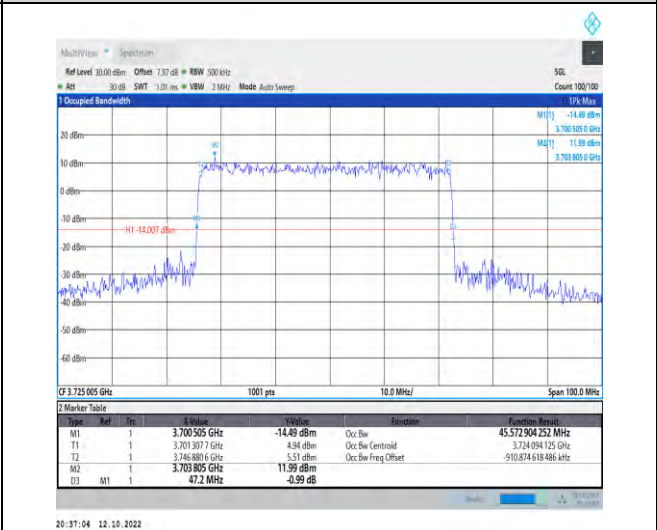 MultiView Spectrum
Ref Level 30.00 dBm Offset 7.97 dB RBW 500 kHz SGL
Att 30 dB SWT 1.01 ms VBW 2 MHz Mode Auto Sweep Count 100/100
1 Occupied Bandwidth 1Pk Max
M1[1] -14.49 dBm
3.700 505 0 GHz
M2[1] 11.99 dBm
3.703 805 0 GHz
20 dBm
M2
10 dBm
0 dBm
-10 dBm
H1 -14.007 dBm
-20 dBm
-30 dBm
-40 dBm
-50 dBm
-60 dBm
CF 3.725 005 GHz 1001 pts 10.0 MHz/ Span 100.0 MHz
2 Marker Table
Type Ref Trc X-Value Y-Value Function Function Result
M1 1 3.700 505 GHz -14.49 dBm Occ Bw 45.572 904 252 MHz
T1 1 3.701 307 7 GHz 4.94 dBm Occ Bw Centroid 3.724 094 125 GHz
T2 1 3.746 880 6 GHz 5.51 dBm Occ Bw Freq Offset -910.874 618 486 kHz
M2 1 3.703 805 GHz 11.99 dBm
D3 M1 1 47.2 MHz -0.99 dB
20:37:04 12.10.2022